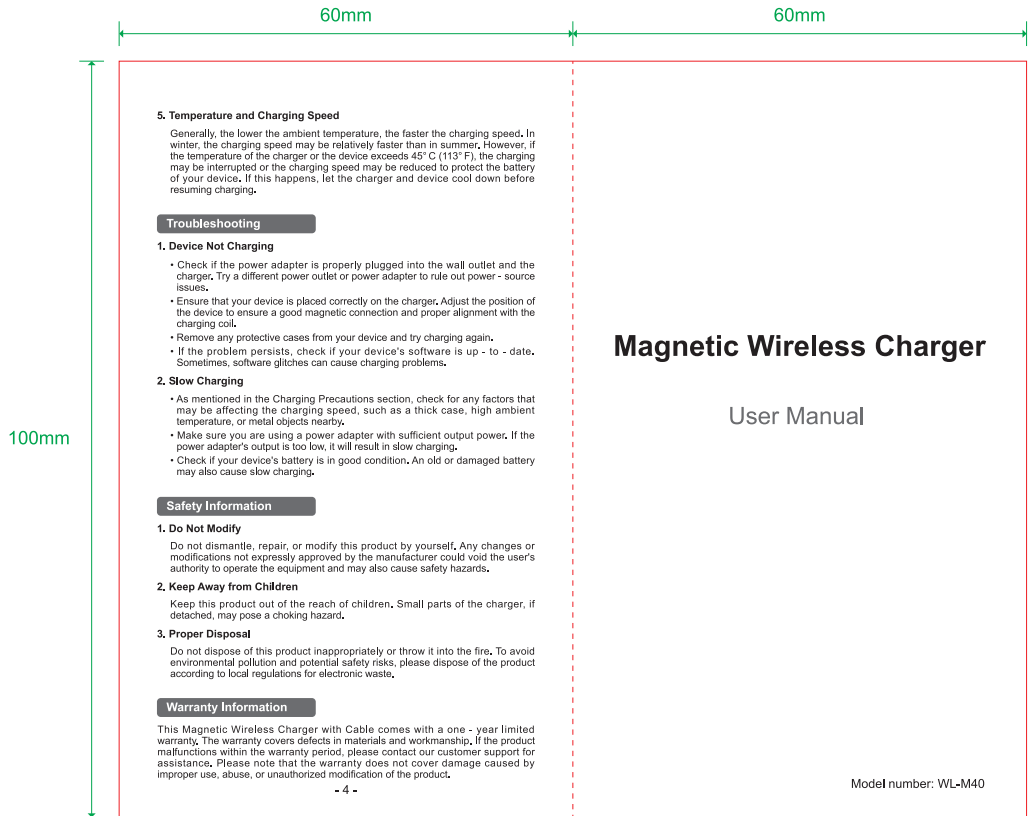 60mm
60mm
100mm
5. Temperature and Charging Speed
Generally, the lower the ambient temperature, the faster the charging speed. In
winter, the charging speed may be relatively faster than in summer. However, if
the temperature of the charger or the device exceeds 45° C (113° F), the charging
may be interrupted or the charging speed may be reduced to protect the battery
of your device. If this happens, let the charger and device cool down before
resuming charging.
Troubleshooting
1. Device Not Charging
• Check if the power adapter is properly plugged into the wall outlet and the
charger. Try a different power outlet or power adapter to rule out power - source
issues.
• Ensure that your device is placed correctly on the charger. Adjust the position of
the device to ensure a good magnetic connection and proper alignment with the
charging coil.
• Remove any protective cases from your device and try charging again.
• If the problem persists, check if your device's software is up - to - date.
Sometimes, software glitches can cause charging problems.
2. Slow Charging
• As mentioned in the Charging Precautions section, check for any factors that
may be affecting the charging speed, such as a thick case, high ambient
temperature, or metal objects nearby.
• Make sure you are using a power adapter with sufficient output power. If the
power adapter's output is too low, it will result in slow charging.
• Check if your device's battery is in good condition. An old or damaged battery
may also cause slow charging.
Safety Information
1. Do Not Modify
Do not dismantle, repair, or modify this product by yourself. Any changes or
modifications not expressly approved by the manufacturer could void the user's
authority to operate the equipment and may also cause safety hazards.
2. Keep Away from Children
Keep this product out of the reach of children. Small parts of the charger, if
detached, may pose a choking hazard.
3. Proper Disposal
Do not dispose of this product inappropriately or throw it into the fire. To avoid
environmental pollution and potential safety risks, please dispose of the product
according to local regulations for electronic waste.
Warranty Information
This Magnetic Wireless Charger with Cable comes with a one - year limited
warranty. The warranty covers defects in materials and workmanship. If the product
malfunctions within the warranty period, please contact our customer support for
assistance. Please note that the warranty does not cover damage caused by
improper use, abuse, or unauthorized modification of the product.
- 4 -
Magnetic Wireless Charger
User Manual
Model number: WL-M40